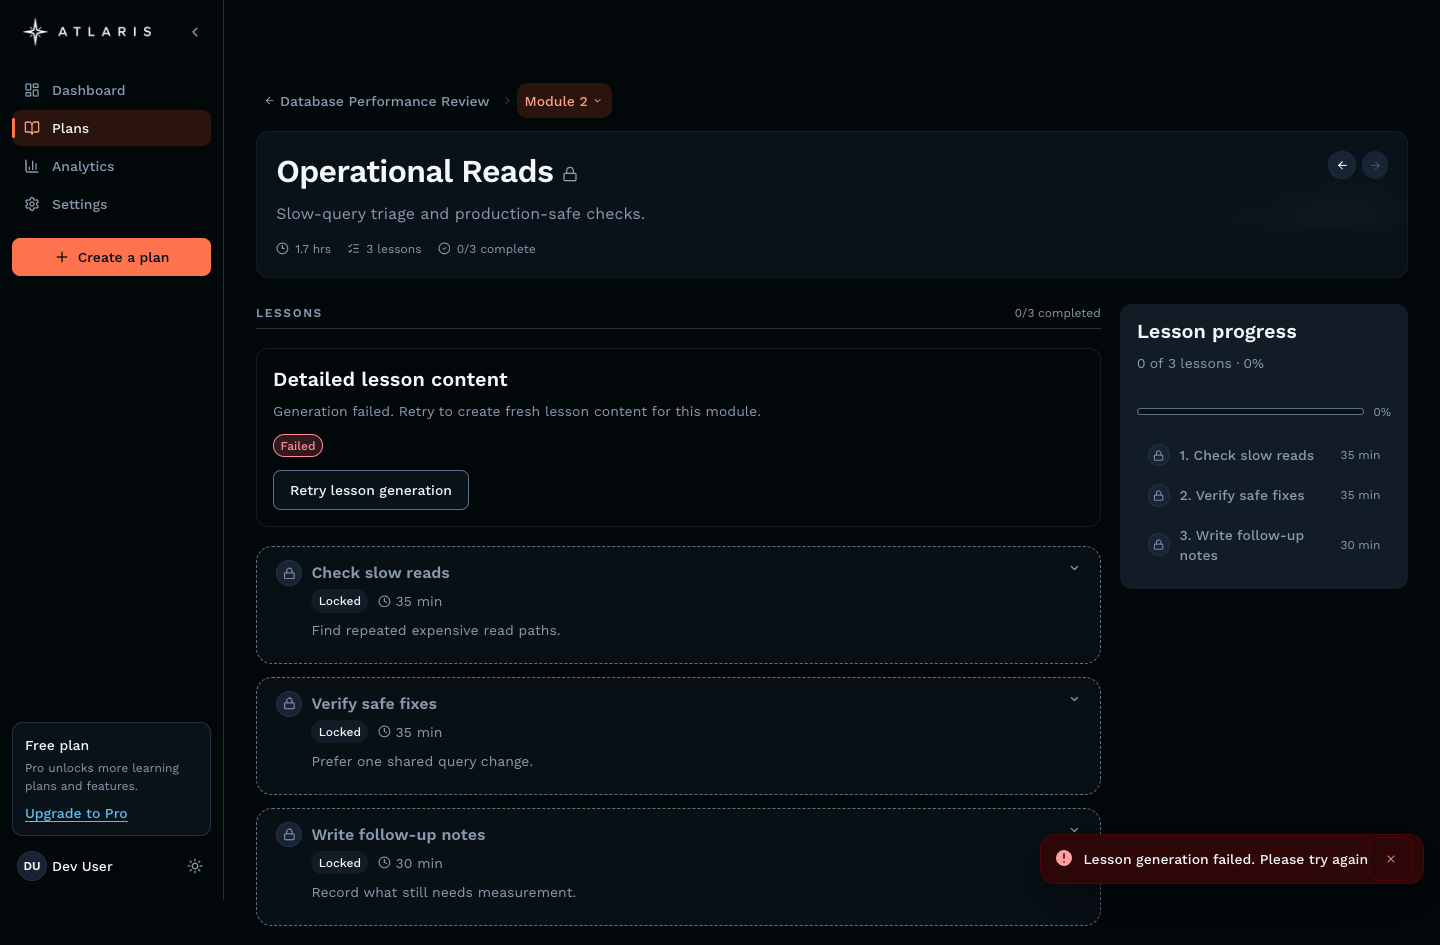 ATLARIS
Dashboard
Plans
Analytics
Settings
Create a plan
Free plan
Pro unlocks more learning
plans and features.
Upgrade to Pro
DU Dev User
Database Performance Review
Module 2
Operational Reads
Slow-query triage and production-safe checks.
1.7 hrs 3 lessons 0/3 complete
LESSONS 0/3 completed
Detailed lesson content
Generation failed. Retry to create fresh lesson content for this module.
Failed
Retry lesson generation
Check slow reads
Locked 35 min
Find repeated expensive read paths.
Verify safe fixes
Locked 35 min
Prefer one shared query change.
Write follow-up notes
Locked 30 min
Record what still needs measurement.
Lesson progress
0 of 3 lessons · 0%
0%
1. Check slow reads 35 min
2. Verify safe fixes 35 min
3. Write follow-up
notes 30 min
Lesson generation failed. Please try again